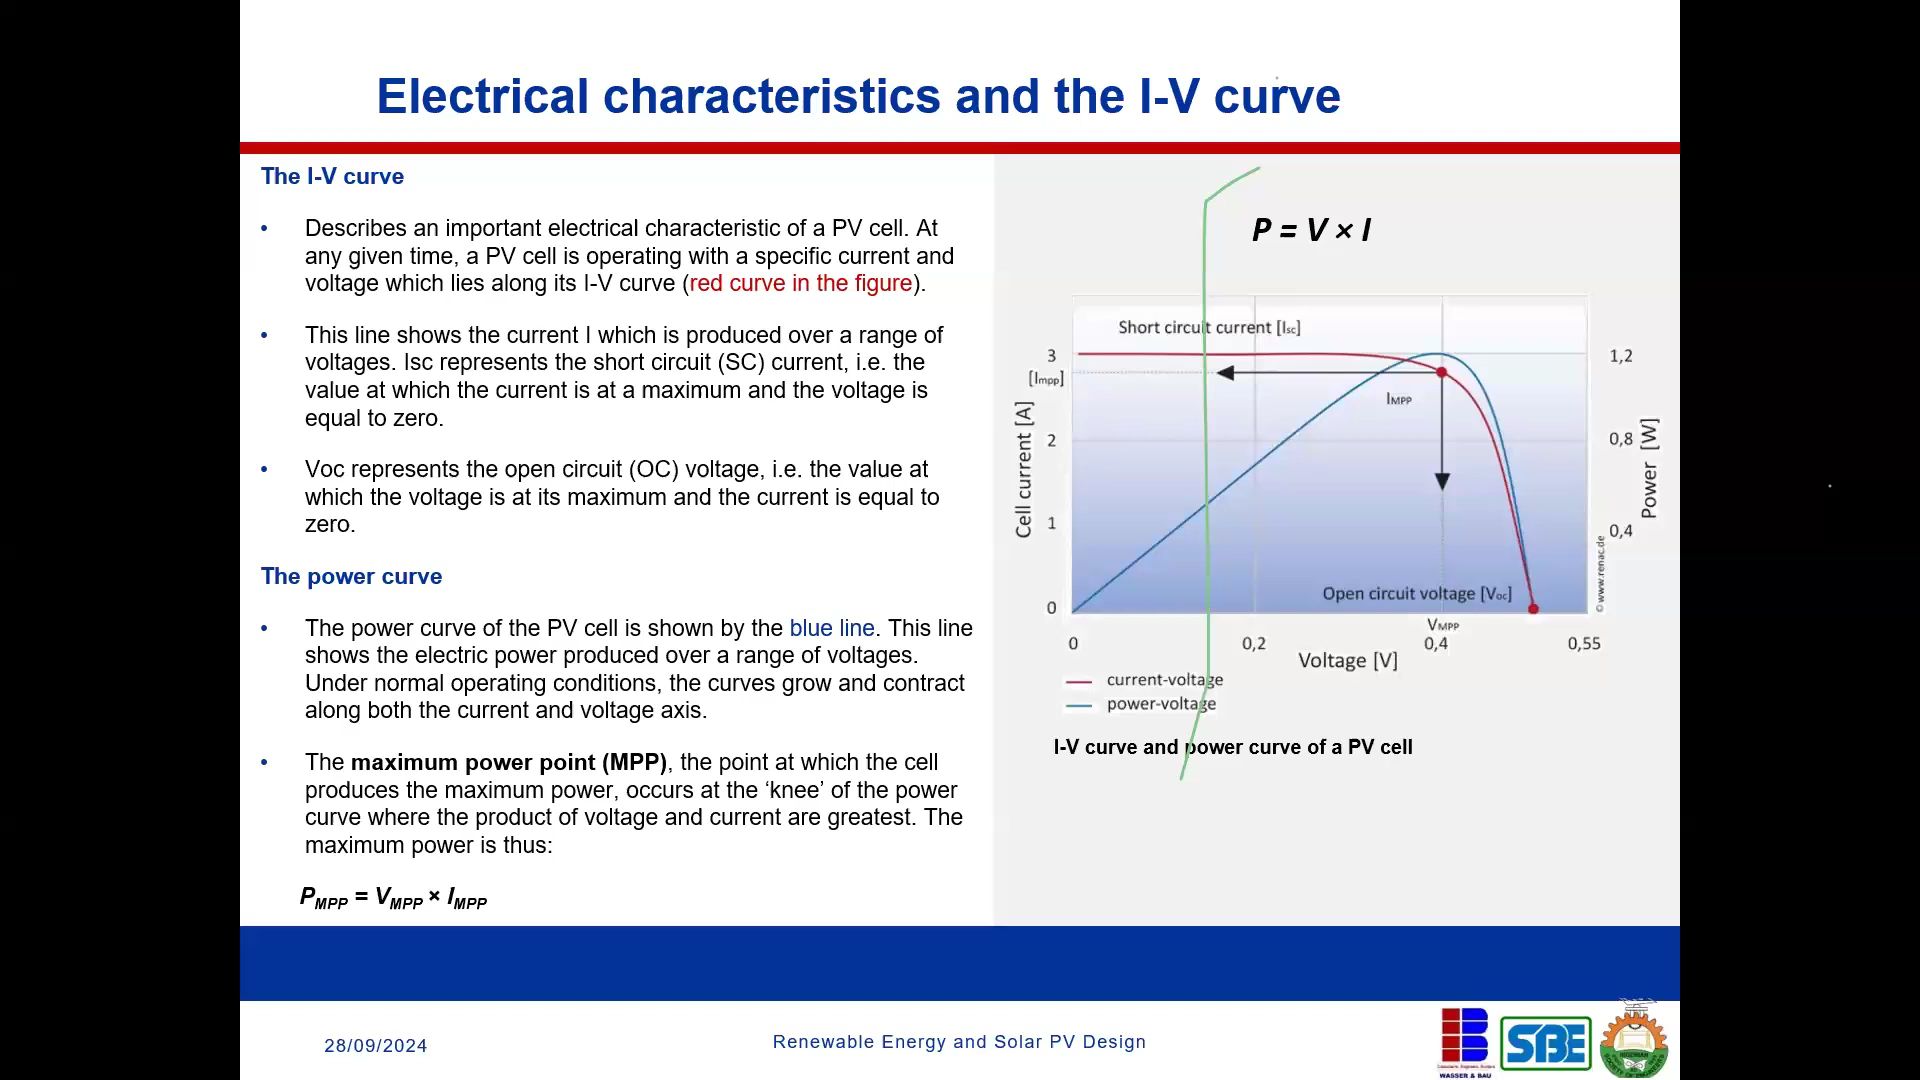 Electrical characteristics and the I-V curve
The I-V curve
• Describes an important electrical characteristic of a PV cell. At
any given time, a PV cell is operating with a specific current and
voltage which lies along its I-V curve (red curve in the figure).
• This line shows the current I which is produced over a range of
voltages. Isc represents the short circuit (SC) current, i.e. the
value at which the current is at a maximum and the voltage is
equal to zero.
• Voc represents the open circuit (OC) voltage, i.e. the value at
which the voltage is at its maximum and the current is equal to
zero.
The power curve
• The power curve of the PV cell is shown by the blue line. This line
shows the electric power produced over a range of voltages.
Under normal operating conditions, the curves grow and contract
along both the current and voltage axis.
• The maximum power point (MPP), the point at which the cell
produces the maximum power, occurs at the ‘knee’ of the power
curve where the product of voltage and current are greatest. The
maximum power is thus:
PMPP = VMPP × IMPP
P = V × I
Short circuit current [Isc]
3
[Impp]
IMPP
2
1
0
Cell current [A]
1,2
0,8
0,4
Power [W]
© www.renac.de
Open circuit voltage [Voc]
VMPP
0
0,2
0,4
0,55
Voltage [V]
current-voltage
power-voltage
I-V curve and power curve of a PV cell
28/09/2024
Renewable Energy and Solar PV Design
WASSER & BAU
SBE